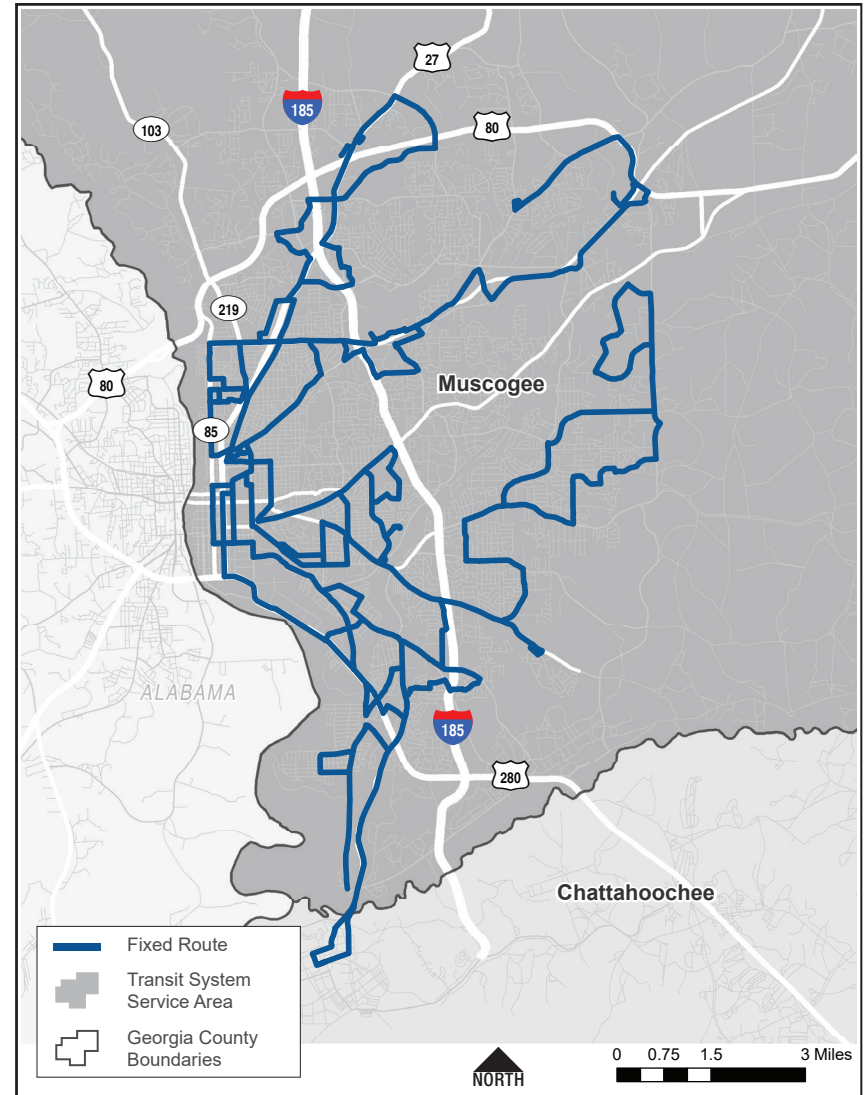 27
185
80
103
219
80
Muscogee
85
ALABAMA
185
280
Chattahoochee
Fixed Route
Transit System
Service Area
Georgia County
Boundaries
NORTH
0 0.75 1.5 3 Miles